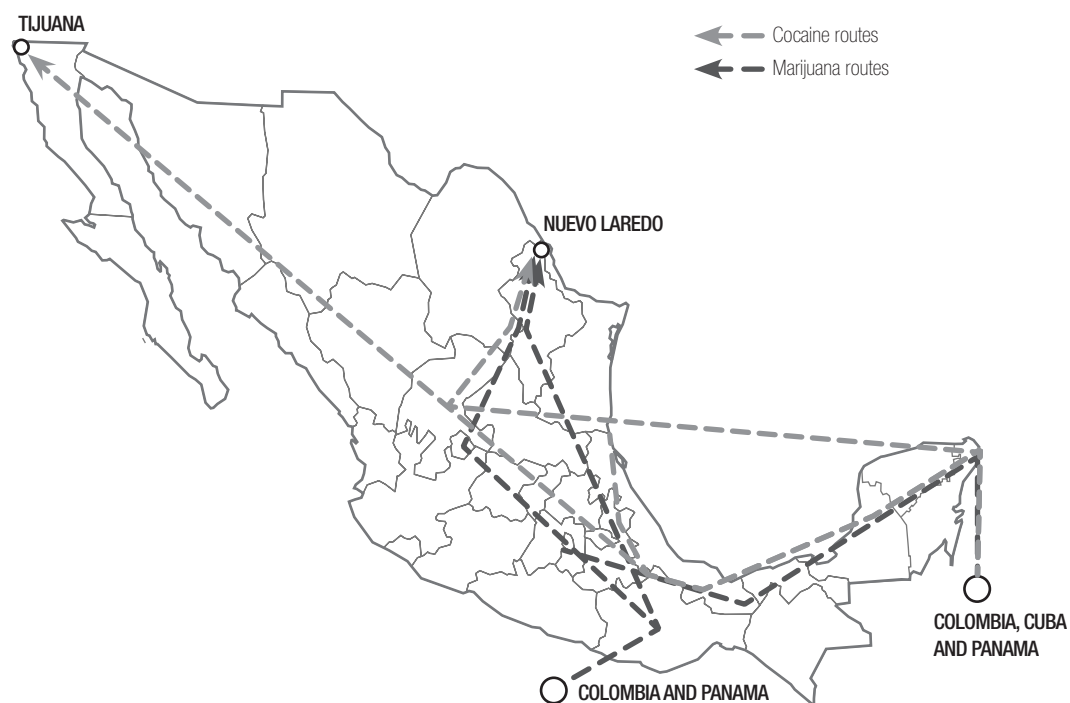 TIJUANA
Cocaine routes
Marijuana routes
NUEVO LAREDO
COLOMBIA, CUBA
AND PANAMA
COLOMBIA AND PANAMA